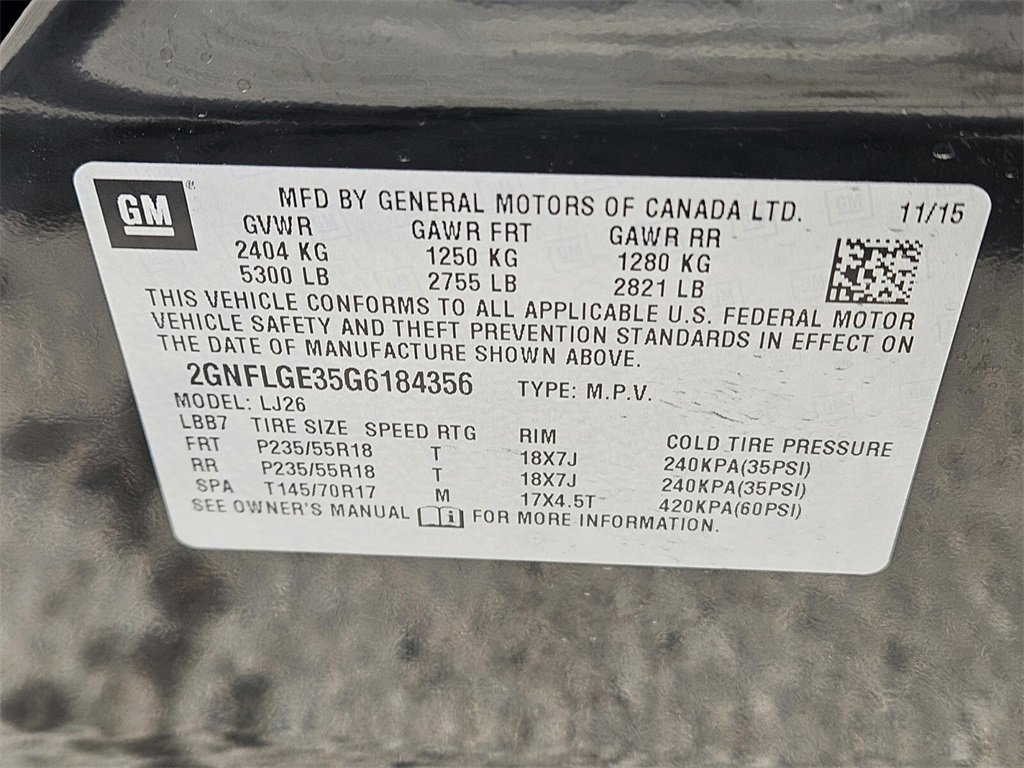 GM®
MFD BY GENERAL MOTORS OF CANADA LTD. 11/15
GVWR GAWR FRT GAWR RR
2404 KG 1250 KG 1280 KG
5300 LB 2755 LB 2821 LB
THIS VEHICLE CONFORMS TO ALL APPLICABLE U.S. FEDERAL MOTOR
VEHICLE SAFETY AND THEFT PREVENTION STANDARDS IN EFFECT ON
THE DATE OF MANUFACTURE SHOWN ABOVE.
2GNFLGE35G6184356 TYPE: M.P.V.
MODEL: LJ26
LBB7 TIRE SIZE SPEED RTG RIM COLD TIRE PRESSURE
FRT P235/55R18 T 18X7J 240KPA(35PSI)
RR P235/55R18 T 18X7J 240KPA(35PSI)
SPA T145/70R17 M 17X4.5T 420KPA(60PSI)
SEE OWNER'S MANUAL i FOR MORE INFORMATION.